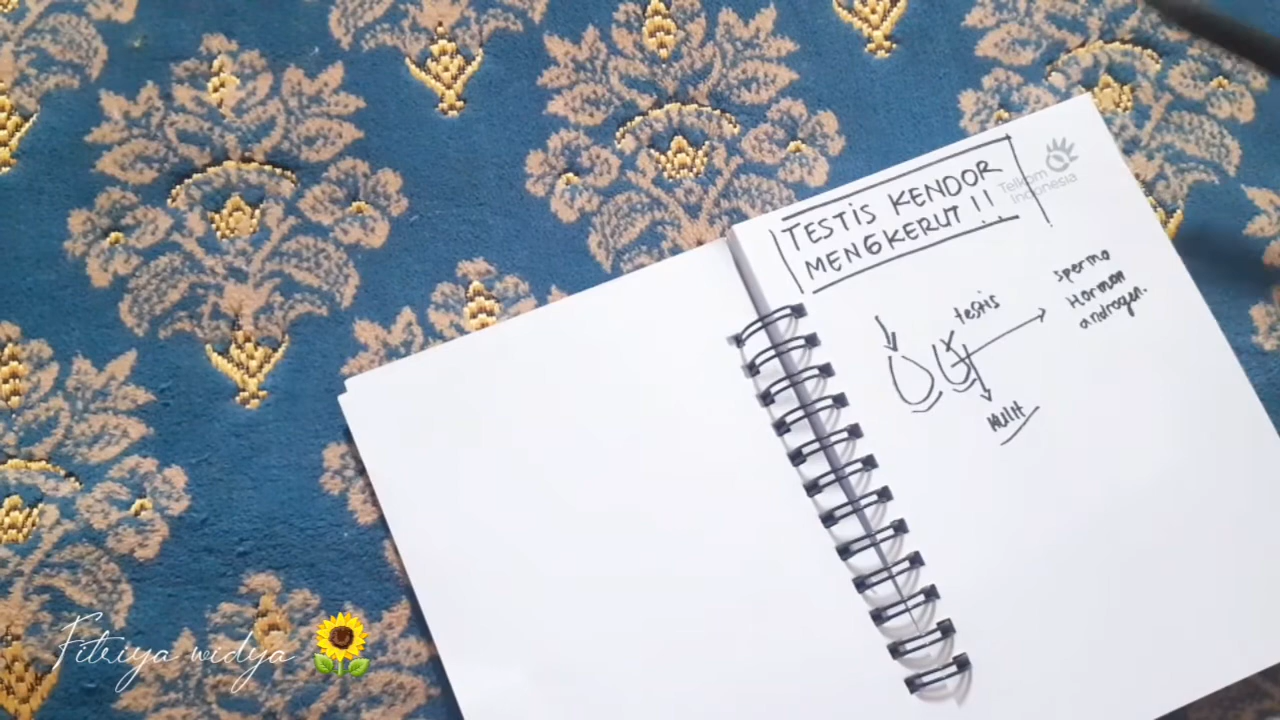 TESTIS KENDOR
MENGKERUT!!
Telkom
Indonesia
testis
sperma
Hormon
androgen.
Kulit
Fitriya widya